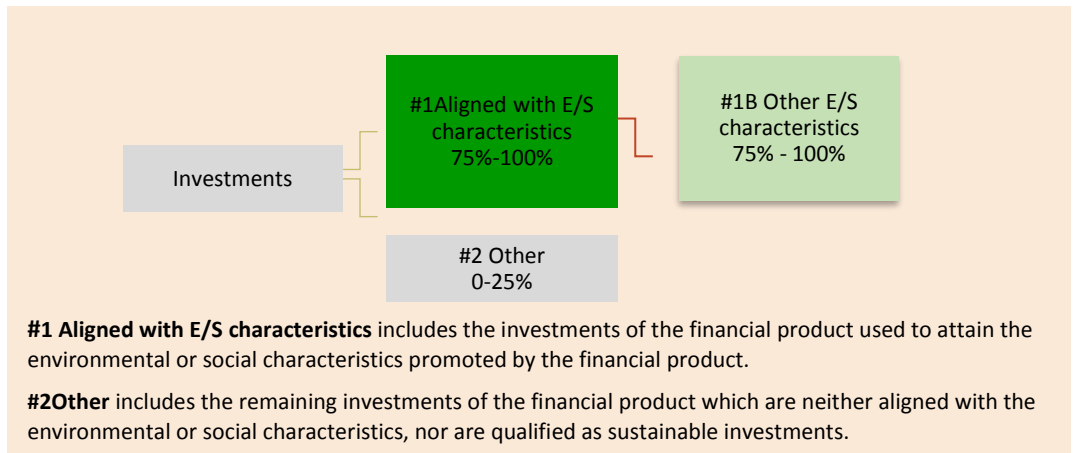 #1Aligned with E/S
characteristics
75%-100%
#1B Other E/S
characteristics
75% - 100%
Investments
#2 Other
0-25%
#1 Aligned with E/S characteristics includes the investments of the financial product used to attain the
environmental or social characteristics promoted by the financial product.
#2Other includes the remaining investments of the financial product which are neither aligned with the
environmental or social characteristics, nor are qualified as sustainable investments.